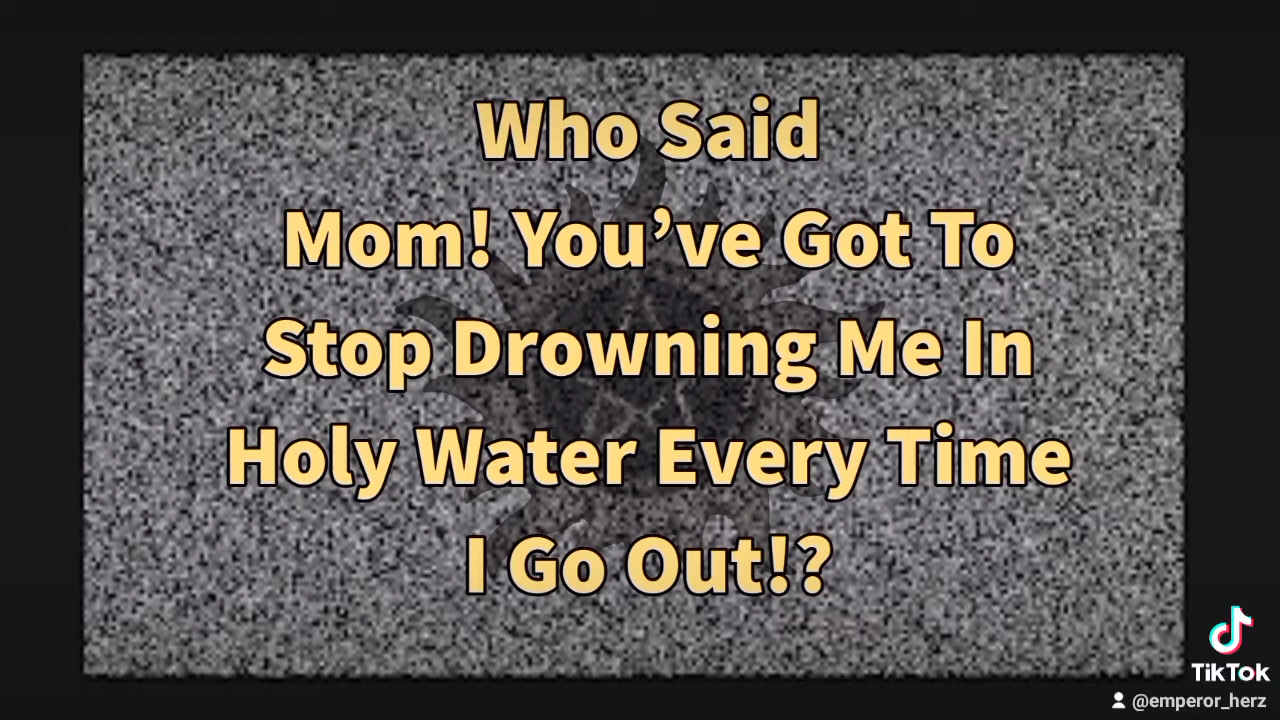 Who Said
Mom! You’ve Got To
Stop Drowning Me In
Holy Water Every Time
I Go Out!?
TikTok
@emperor_herz